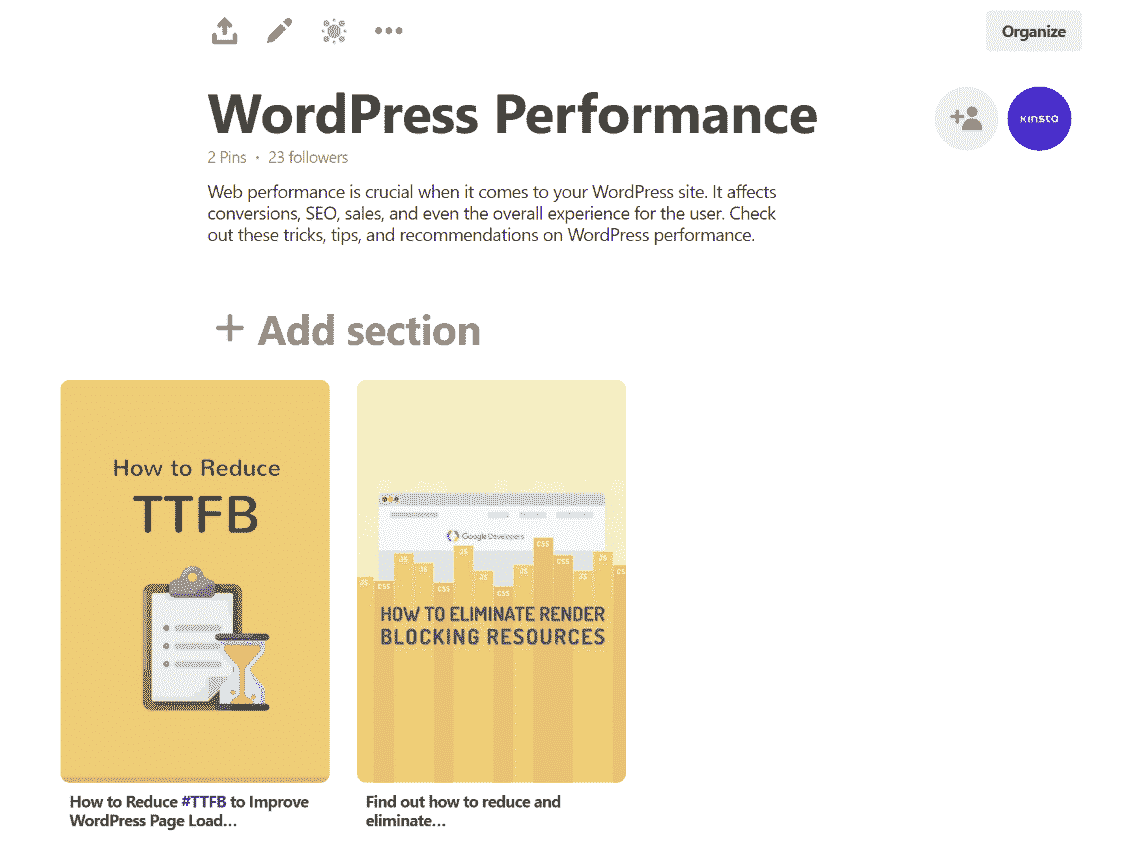 Organize
WordPress Performance
KINSTA
2 Pins • 23 followers
Web performance is crucial when it comes to your WordPress site. It affects
conversions, SEO, sales, and even the overall experience for the user. Check
out these tricks, tips, and recommendations on WordPress performance.
+ Add section
How to Reduce
TTFB
Google Developers
CSS
JS
JS
JS
CSS
JS
JS
JS
CSS
JS
JS
CSS
CSS
CSS
CSS
HOW TO ELIMINATE RENDER
BLOCKING RESOURCES
How to Reduce #TTFB to Improve
WordPress Page Load...
Find out how to reduce and
eliminate...